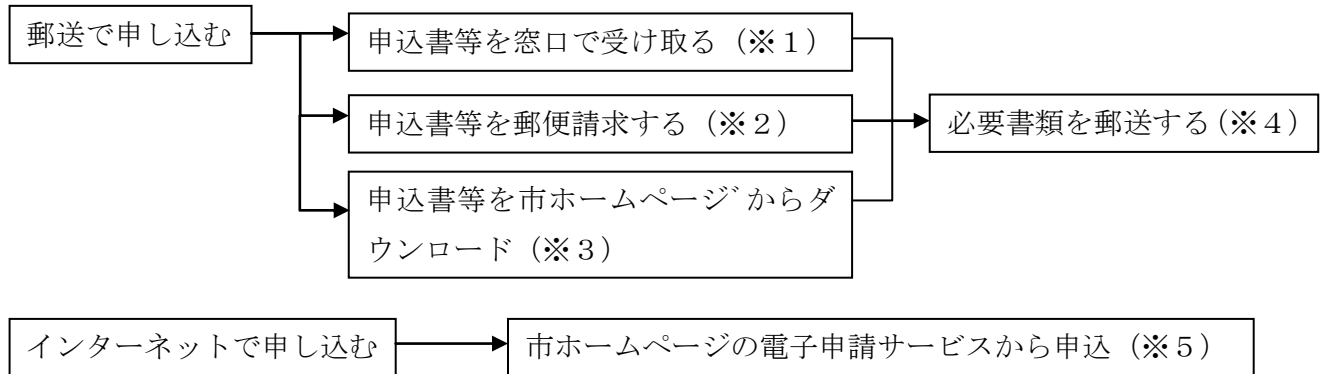 郵送で申し込む
申込書等を窓口で受け取る（※１）
申込書等を郵便請求する（※２）
必要書類を郵送する（※４）
申込書等を市ホームページ゛からダ
ウンロード（※３）
インターネットで申し込む
市ホームページの電子申請サービスから申込（※５）